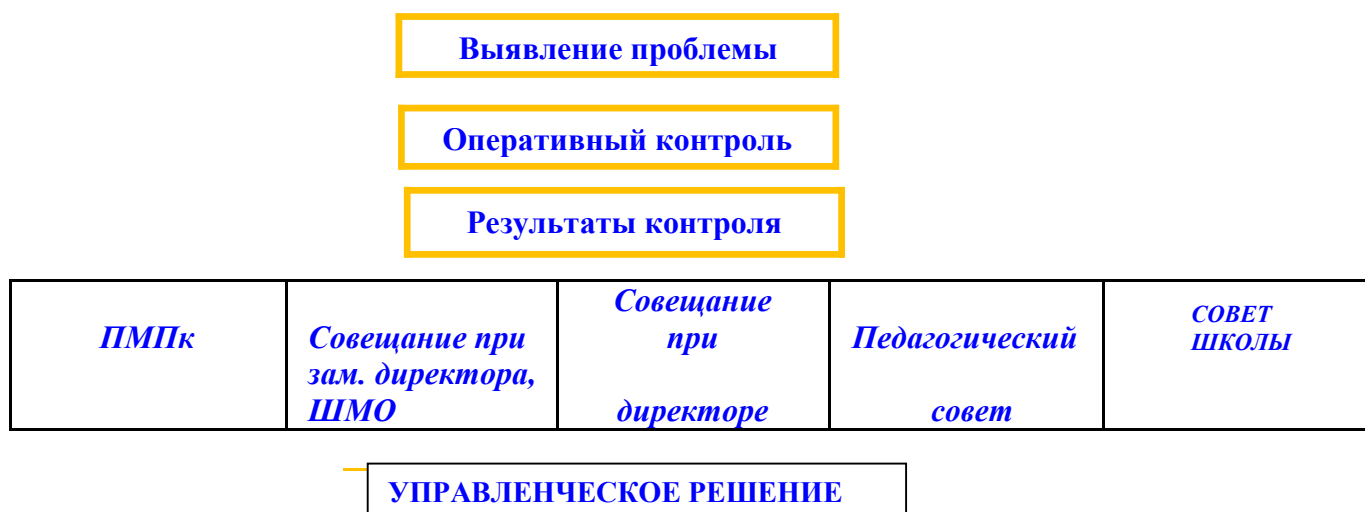 Выявление проблемы
Оперативный контроль
Результаты контроля
ПМПк
Совещание при
зам. директора,
ШМО
Совещание
при
директоре
Педагогический
совет
СОВЕТ
ШКОЛЫ
УПРАВЛЕНЧЕСКОЕ РЕШЕНИЕ